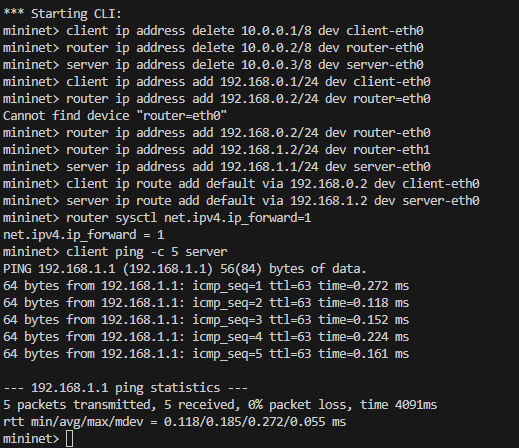 *** Starting CLI:
mininet> client ip address delete 10.0.0.1/8 dev client-eth0
mininet> router ip address delete 10.0.0.2/8 dev router-eth0
mininet> server ip address delete 10.0.0.3/8 dev server-eth0
mininet> client ip address add 192.168.0.1/24 dev client-eth0
mininet> router ip address add 192.168.0.2/24 dev router=eth0
Cannot find device "router=eth0"
mininet> router ip address add 192.168.0.2/24 dev router-eth0
mininet> router ip address add 192.168.1.2/24 dev router-eth1
mininet> server ip address add 192.168.1.1/24 dev server-eth0
mininet> client ip route add default via 192.168.0.2 dev client-eth0
mininet> server ip route add default via 192.168.1.2 dev server-eth0
mininet> router sysctl net.ipv4.ip_forward=1
net.ipv4.ip_forward = 1
mininet> client ping -c 5 server
PING 192.168.1.1 (192.168.1.1) 56(84) bytes of data.
64 bytes from 192.168.1.1: icmp_seq=1 ttl=63 time=0.272 ms
64 bytes from 192.168.1.1: icmp_seq=2 ttl=63 time=0.118 ms
64 bytes from 192.168.1.1: icmp_seq=3 ttl=63 time=0.152 ms
64 bytes from 192.168.1.1: icmp_seq=4 ttl=63 time=0.224 ms
64 bytes from 192.168.1.1: icmp_seq=5 ttl=63 time=0.161 ms

--- 192.168.1.1 ping statistics ---
5 packets transmitted, 5 received, 0% packet loss, time 4091ms
rtt min/avg/max/mdev = 0.118/0.185/0.272/0.055 ms
mininet>